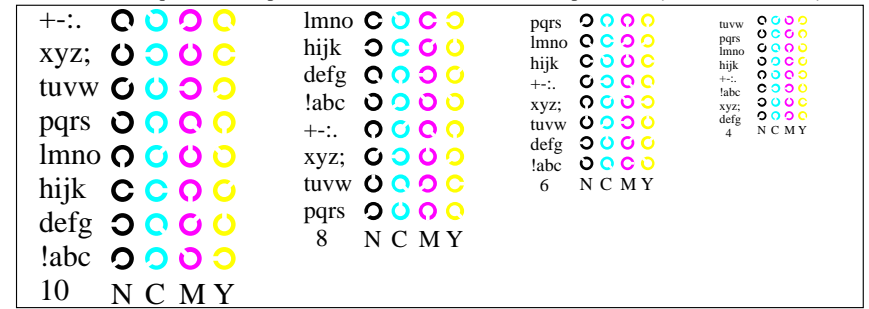 +-:.
xyz;
tuvw
pqrs
lmno
hijk
defg
!abc
10 N C M Y
lmno
hijk
defg
!abc
+-:.
xyz;
tuvw
pqrs
8 N C M Y
pqrs
lmno
hijk
+-:.
xyz;
tuvw
defg
!abc
6 N C M Y
tuvw
pqrs
lmno
hijk
+-:.
!abc
xyz;
defg
4 N C M Y